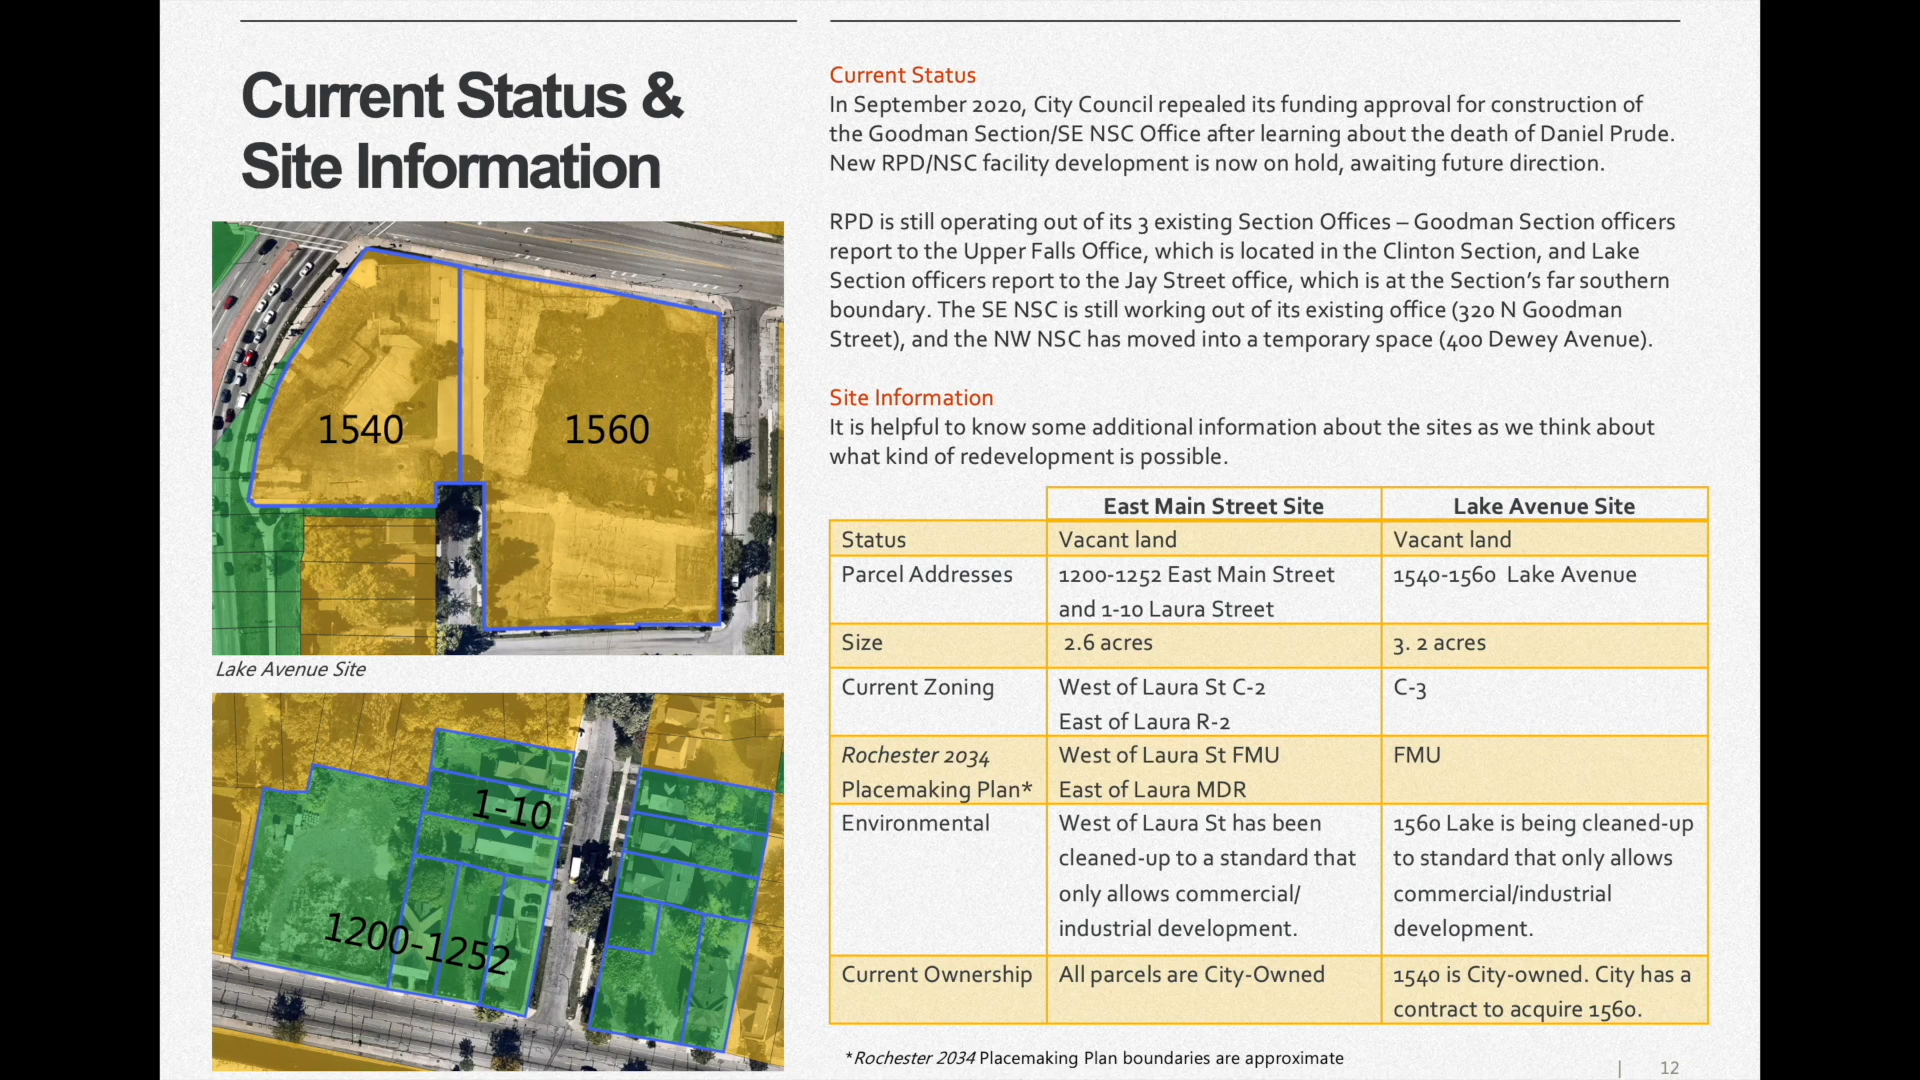 Current Status &
Site Information
1540
1560
Lake Avenue Site
1-10
1200-1252
Current Status
In September 2020, City Council repealed its funding approval for construction of
the Goodman Section/SE NSC Office after learning about the death of Daniel Prude.
New RPD/NSC facility development is now on hold, awaiting future direction.
RPD is still operating out of its 3 existing Section Offices – Goodman Section officers
report to the Upper Falls Office, which is located in the Clinton Section, and Lake
Section officers report to the Jay Street office, which is at the Section's far southern
boundary. The SE NSC is still working out of its existing office (320 N Goodman
Street), and the NW NSC has moved into a temporary space (400 Dewey Avenue).
Site Information
It is helpful to know some additional information about the sites as we think about
what kind of redevelopment is possible.
East Main Street Site Lake Avenue Site
Status Vacant land Vacant land
Parcel Addresses 1200-1252 East Main Street 1540-1560 Lake Avenue
and 1-10 Laura Street
Size 2.6 acres 3. 2 acres
Current Zoning West of Laura St C-2 C-3
East of Laura R-2
Rochester 2034 West of Laura St FMU FMU
Placemaking Plan* East of Laura MDR
Environmental West of Laura St has been 1560 Lake is being cleaned-up
cleaned-up to a standard that to standard that only allows
only allows commercial/ commercial/industrial
industrial development. development.
Current Ownership All parcels are City-Owned 1540 is City-owned. City has a
contract to acquire 1560.
*Rochester 2034 Placemaking Plan boundaries are approximate
| 12